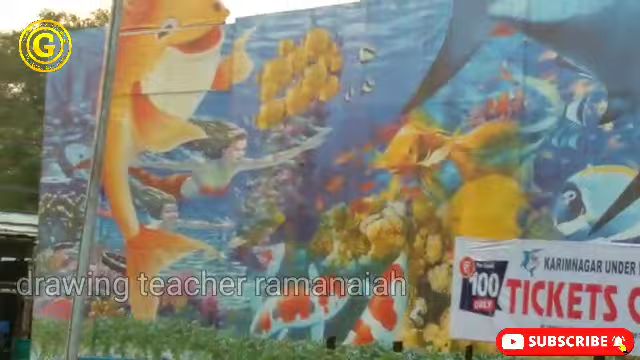 G
drawing teacher ramanaiah
KARIMNAGAR UNDER
100
ONLY
TICKETS
SUBSCRIBE